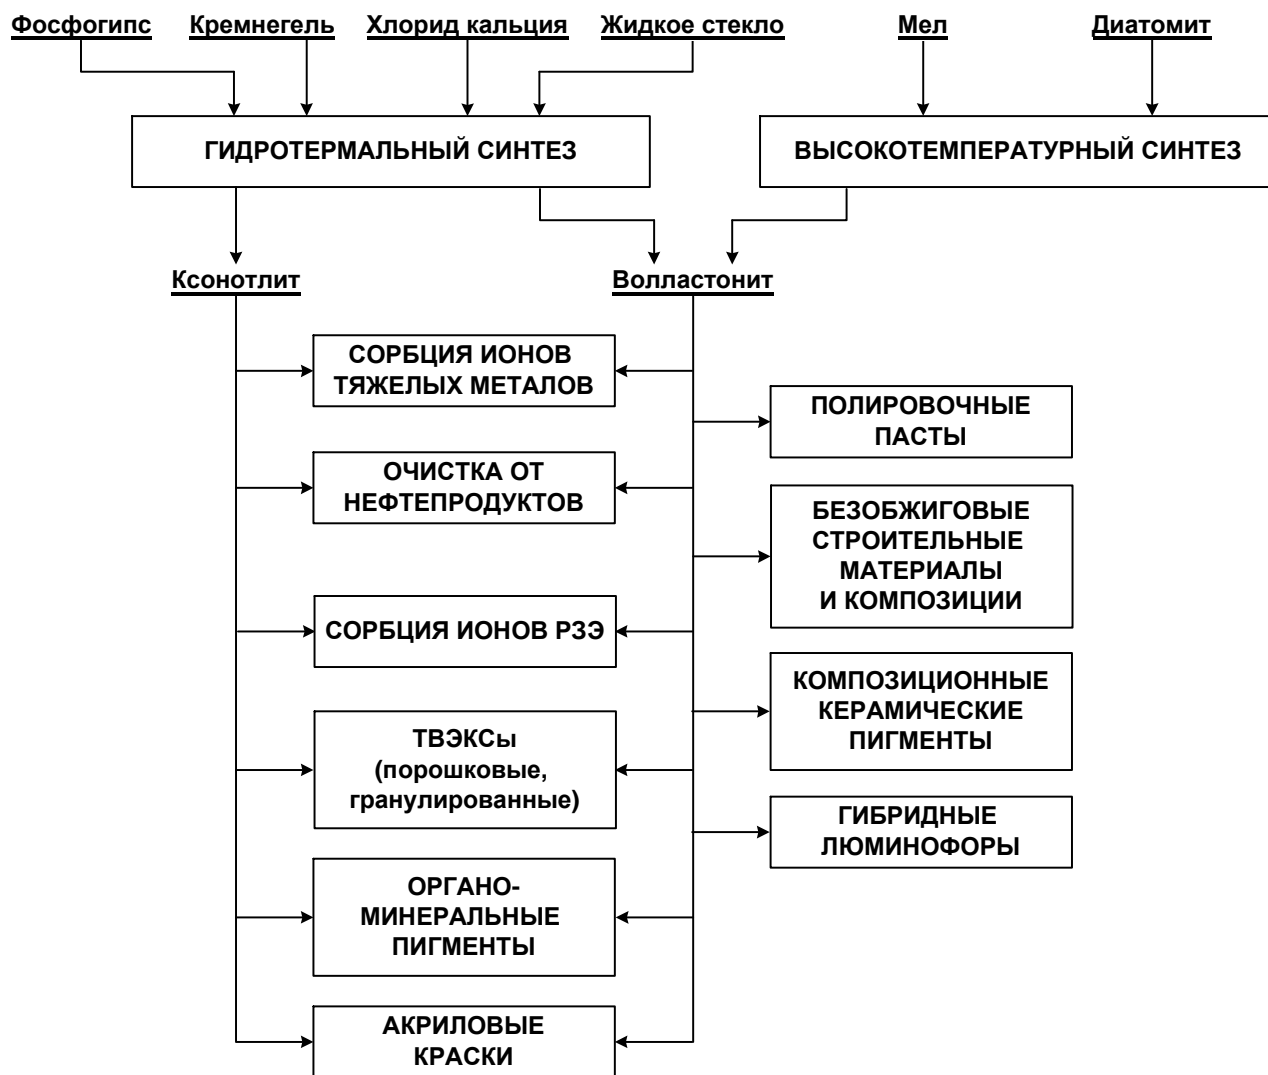 Фосфогипс Кремнегель Хлорид кальция Жидкое стекло Мел Диатомит
ГИДРОТЕРМАЛЬНЫЙ СИНТЕЗ
ВЫСОКОТЕМПЕРАТУРНЫЙ СИНТЕЗ
Ксонотлит
Волластонит
СОРБЦИЯ ИОНОВ
ТЯЖЕЛЫХ МЕТАЛОВ
ОЧИСТКА ОТ
НЕФТЕПРОДУКТОВ
СОРБЦИЯ ИОНОВ РЗЭ
ТВЭКСы
(порошковые,
гранулированные)
ОРГАНО-
МИНЕРАЛЬНЫЕ
ПИГМЕНТЫ
АКРИЛОВЫЕ
КРАСКИ
ПОЛИРОВОЧНЫЕ
ПАСТЫ
БЕЗОБЖИГОВЫЕ
СТРОИТЕЛЬНЫЕ
МАТЕРИАЛЫ
И КОМПОЗИЦИИ
КОМПОЗИЦИОННЫЕ
КЕРАМИЧЕСКИЕ
ПИГМЕНТЫ
ГИБРИДНЫЕ
ЛЮМИНОФОРЫ